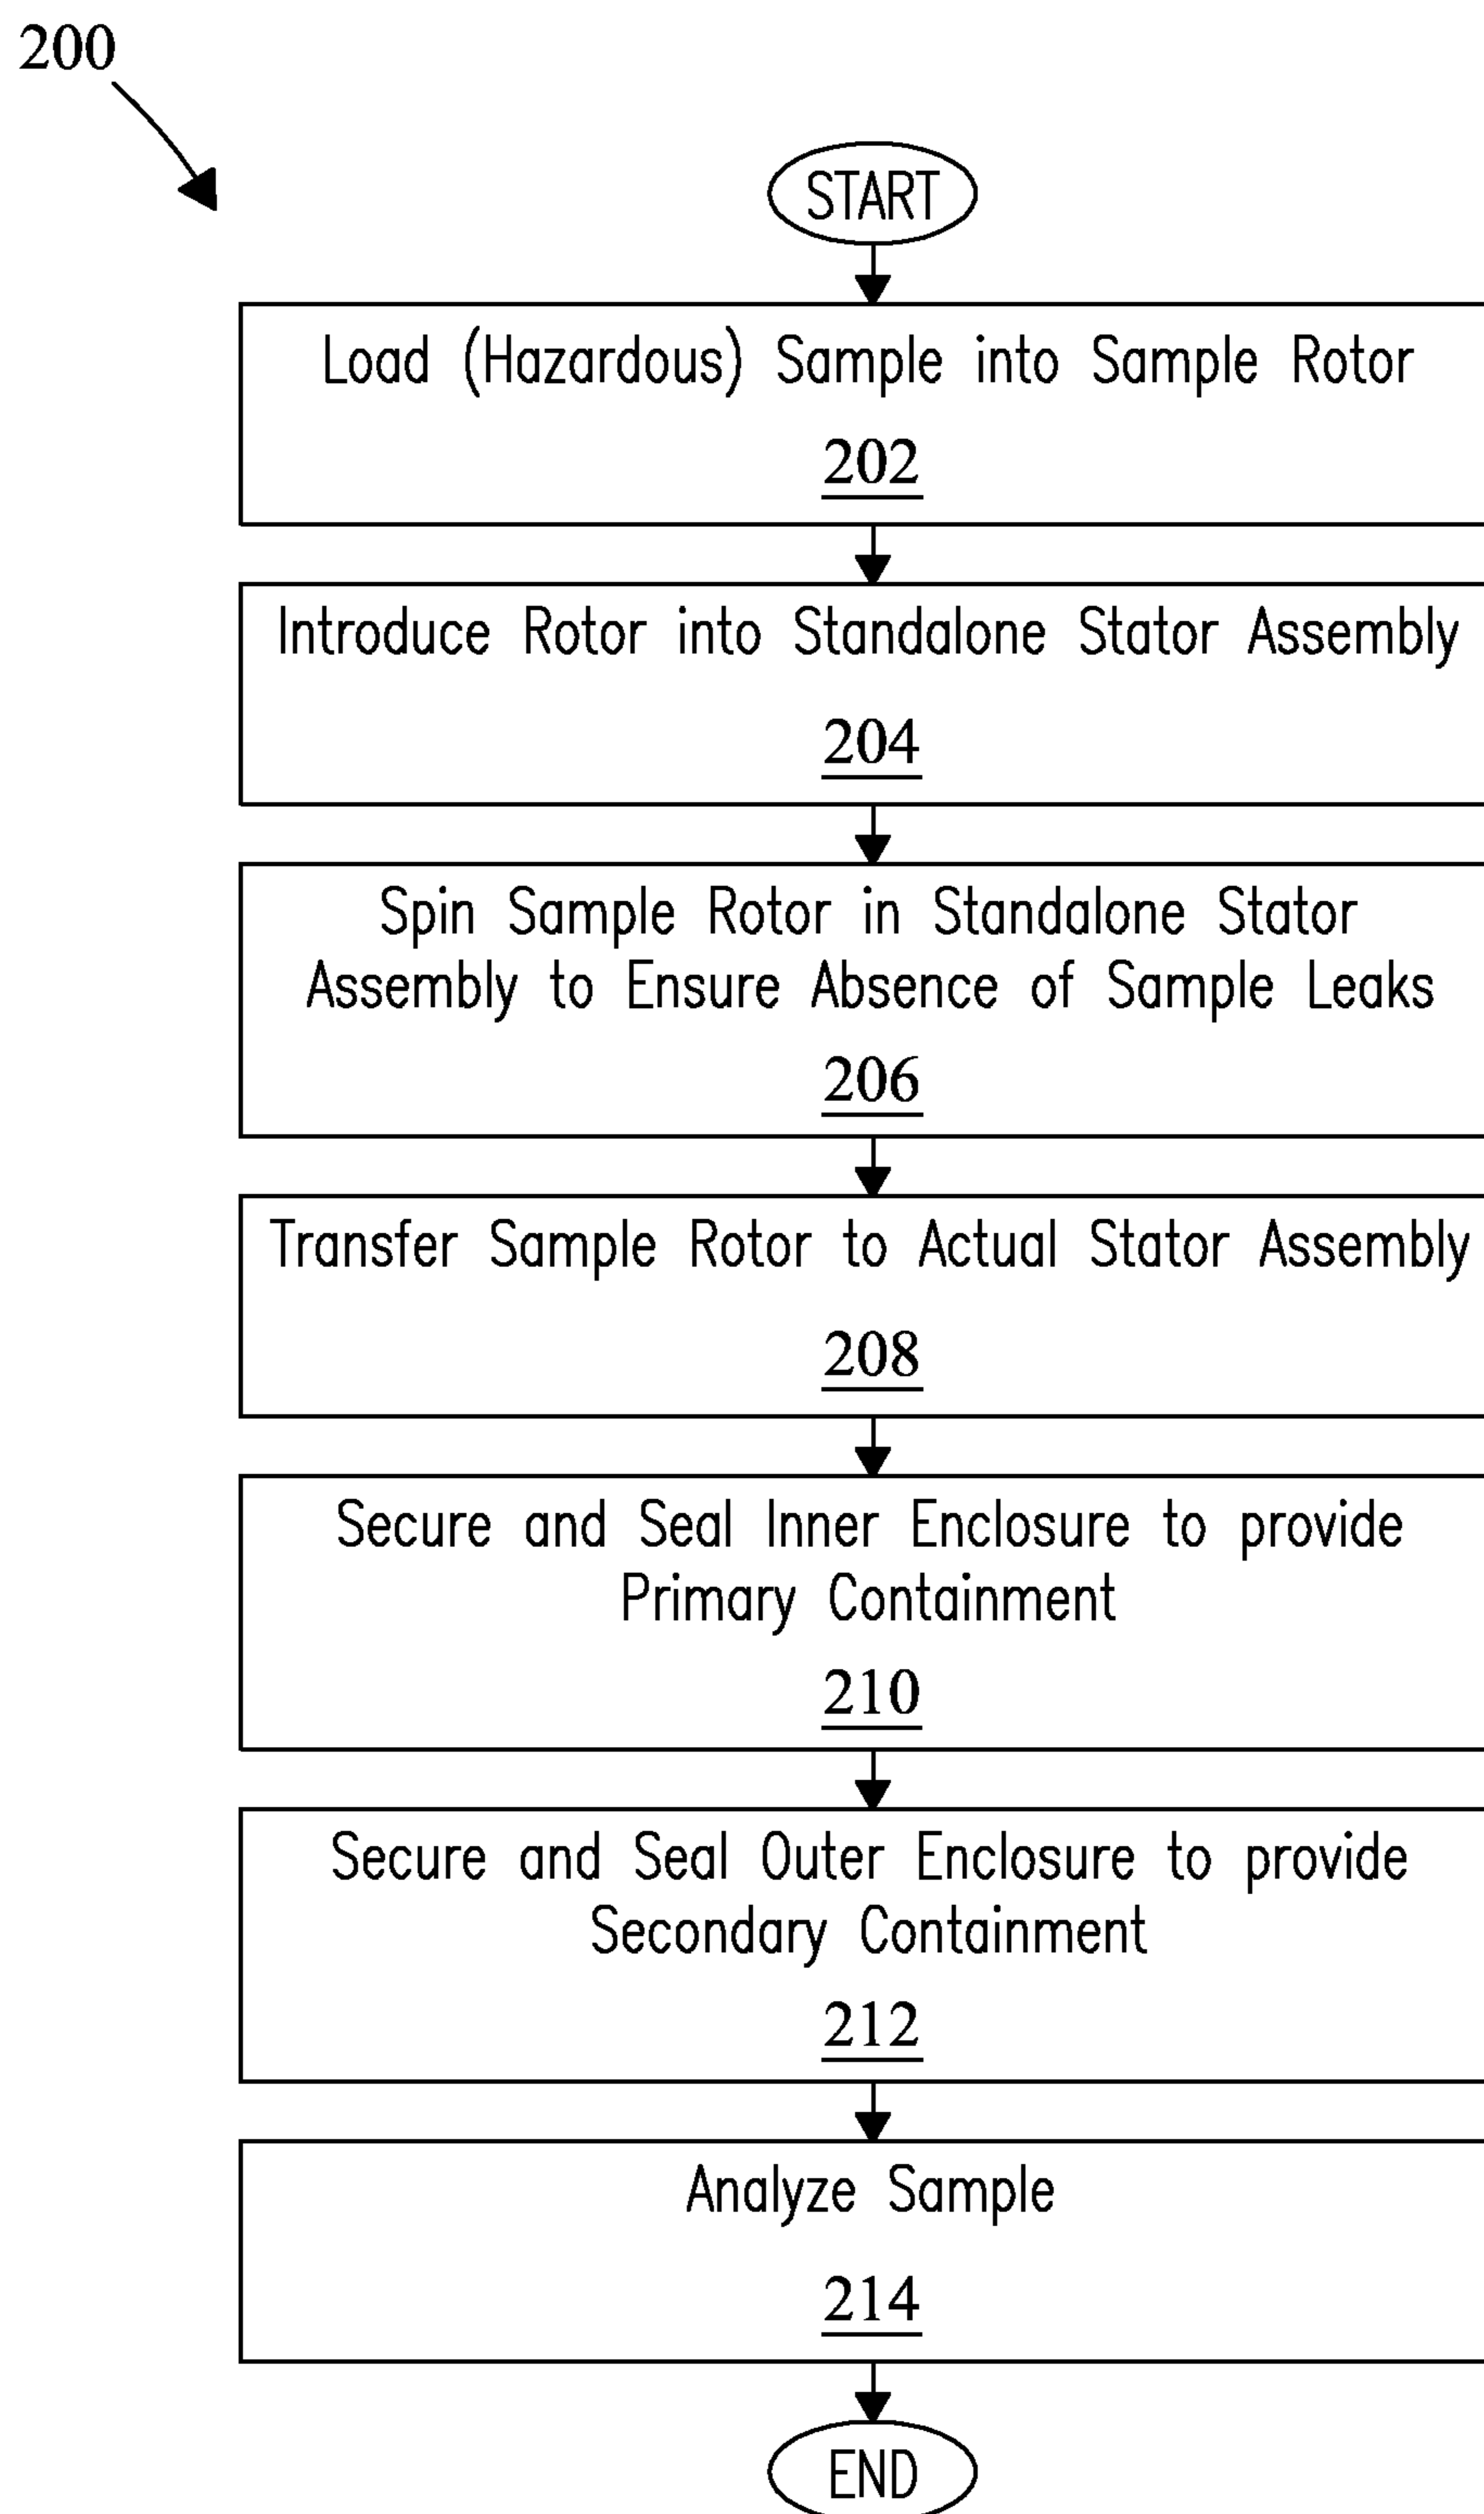 200
START
Load (Hazardous) Sample into Sample Rotor
202
Introduce Rotor into Standalone Stator Assembly
204
Spin Sample Rotor in Standalone Stator
Assembly to Ensure Absence of Sample Leaks
206
Transfer Sample Rotor to Actual Stator Assembly
208
Secure and Seal Inner Enclosure to provide
Primary Containment
210
Secure and Seal Outer Enclosure to provide
Secondary Containment
212
Analyze Sample
214
END